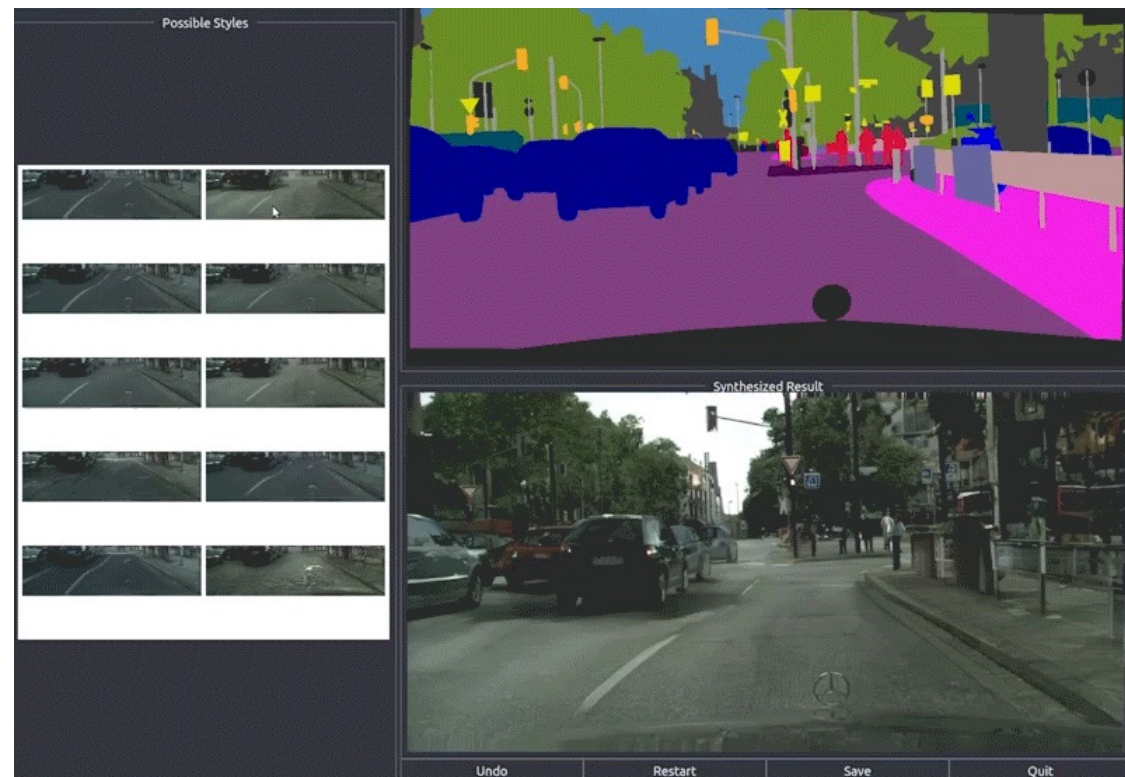 Possible Styles
Synthesized Result
Undo
Restart
Save
Quit